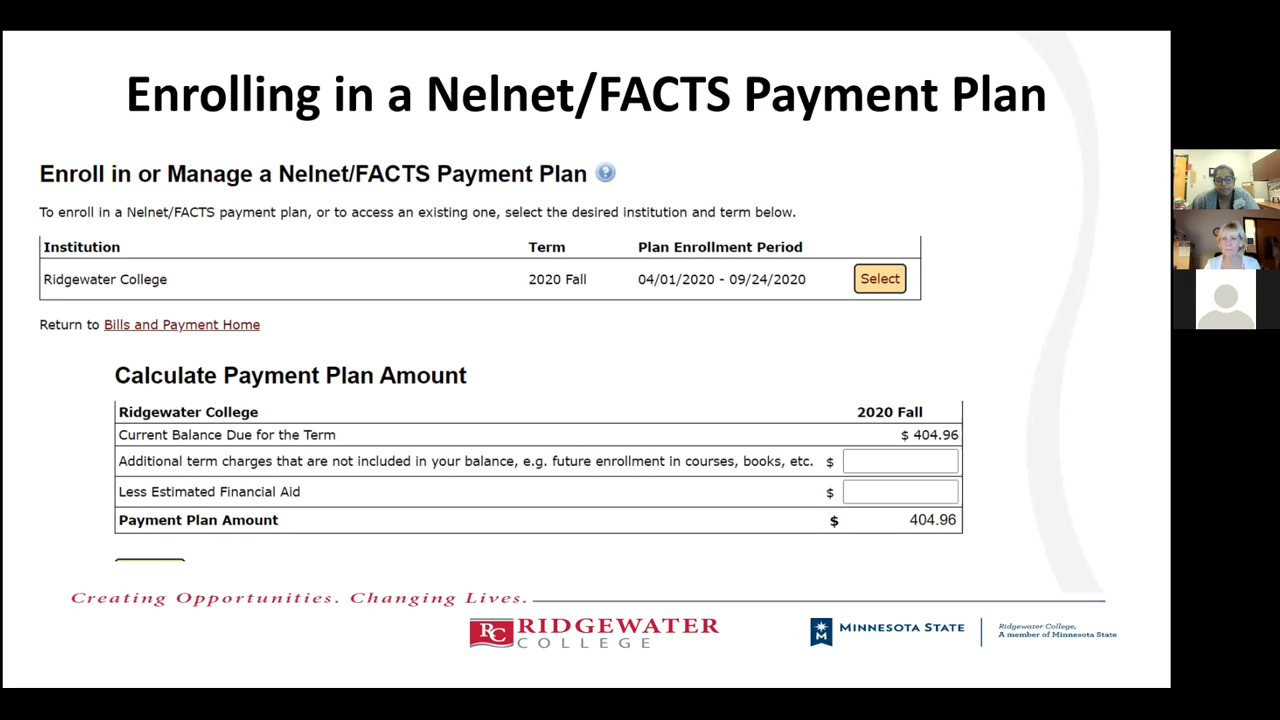 Enrolling in a Nelnet/FACTS Payment Plan
Enroll in or Manage a Nelnet/FACTS Payment Plan ?
To enroll in a Nelnet/FACTS payment plan, or to access an existing one, select the desired institution and term below.
Institution Term Plan Enrollment Period
Ridgewater College 2020 Fall 04/01/2020 - 09/24/2020 Select
Return to Bills and Payment Home
Calculate Payment Plan Amount
Ridgewater College 2020 Fall
Current Balance Due for the Term $ 404.96
Additional term charges that are not included in your balance, e.g. future enrollment in courses, books, etc. $
Less Estimated Financial Aid $
Payment Plan Amount $ 404.96
Creating Opportunities. Changing Lives.
RC RIDGEWATER
COLLEGE
M MINNESOTA STATE
Ridgewater College,
A member of Minnesota State